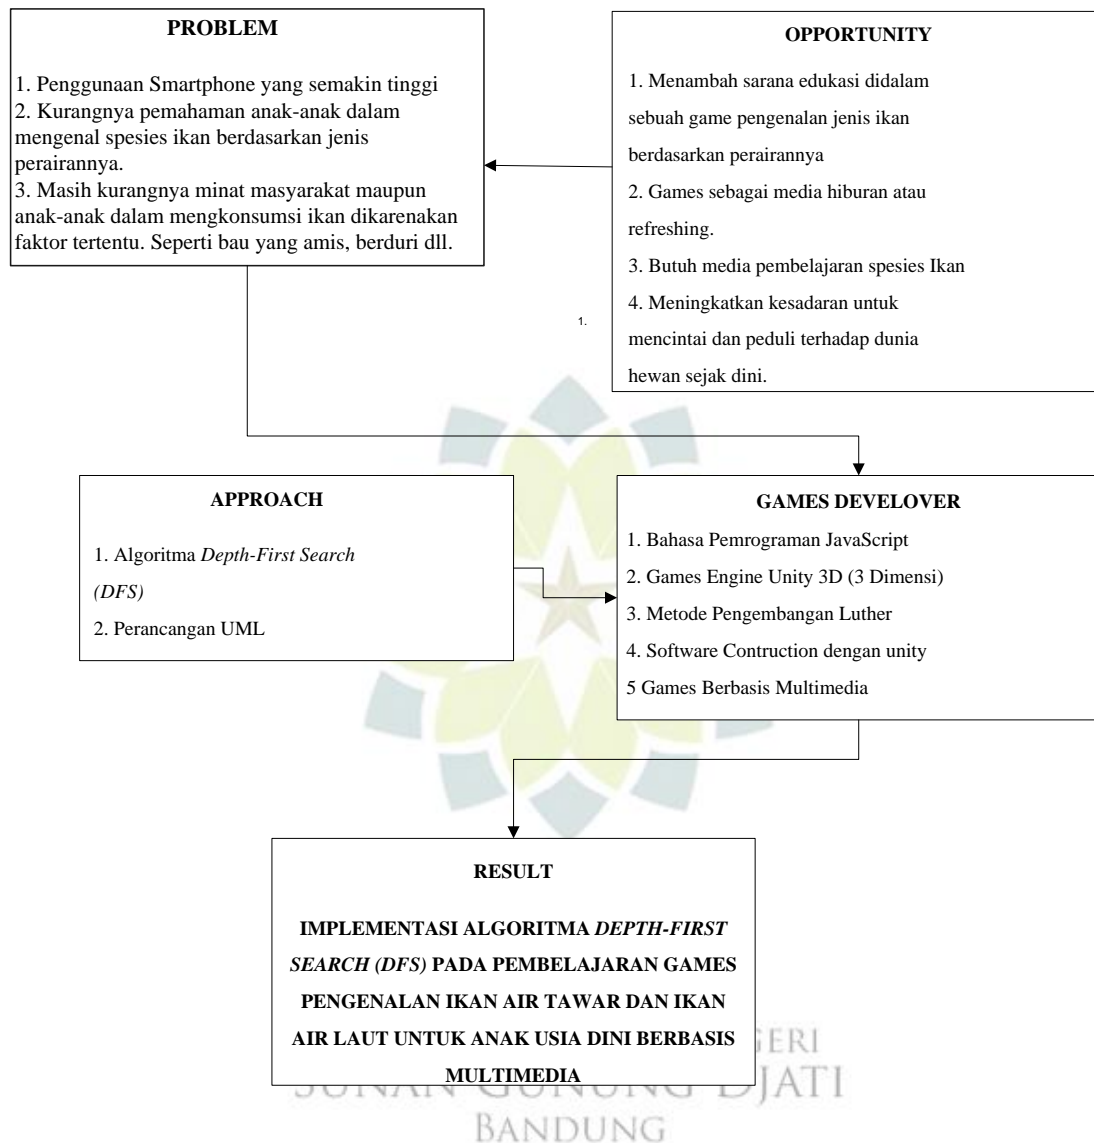 PROBLEM
1. Penggunaan Smartphone yang semakin tinggi
2. Kurangnya pemahaman anak-anak dalam
mengenal spesies ikan berdasarkan jenis
perairannya.
3. Masih kurangnya minat masyarakat maupun
anak-anak dalam mengkonsumsi ikan dikarenakan
faktor tertentu. Seperti bau yang amis, berduri dll.
OPPORTUNITY
1. Menambah sarana edukasi didalam
sebuah game pengenalan jenis ikan
berdasarkan perairannya
2. Games sebagai media hiburan atau
refreshing.
3. Butuh media pembelajaran spesies Ikan
4. Meningkatkan kesadaran untuk
mencintai dan peduli terhadap dunia
hewan sejak dini.
1.
APPROACH
1. Algoritma Depth-First Search
(DFS)
2. Perancangan UML
GAMES DEVELOVER
1. Bahasa Pemrograman JavaScript
2. Games Engine Unity 3D (3 Dimensi)
3. Metode Pengembangan Luther
4. Software Contruction dengan unity
5 Games Berbasis Multimedia
RESULT
IMPLEMENTASI ALGORITMA DEPTH-FIRST
SEARCH (DFS) PADA PEMBELAJARAN GAMES
PENGENALAN IKAN AIR TAWAR DAN IKAN
AIR LAUT UNTUK ANAK USIA DINI BERBASIS
MULTIMEDIA
GERI
SUNAN GUNUNG DJATI
BANDUNG